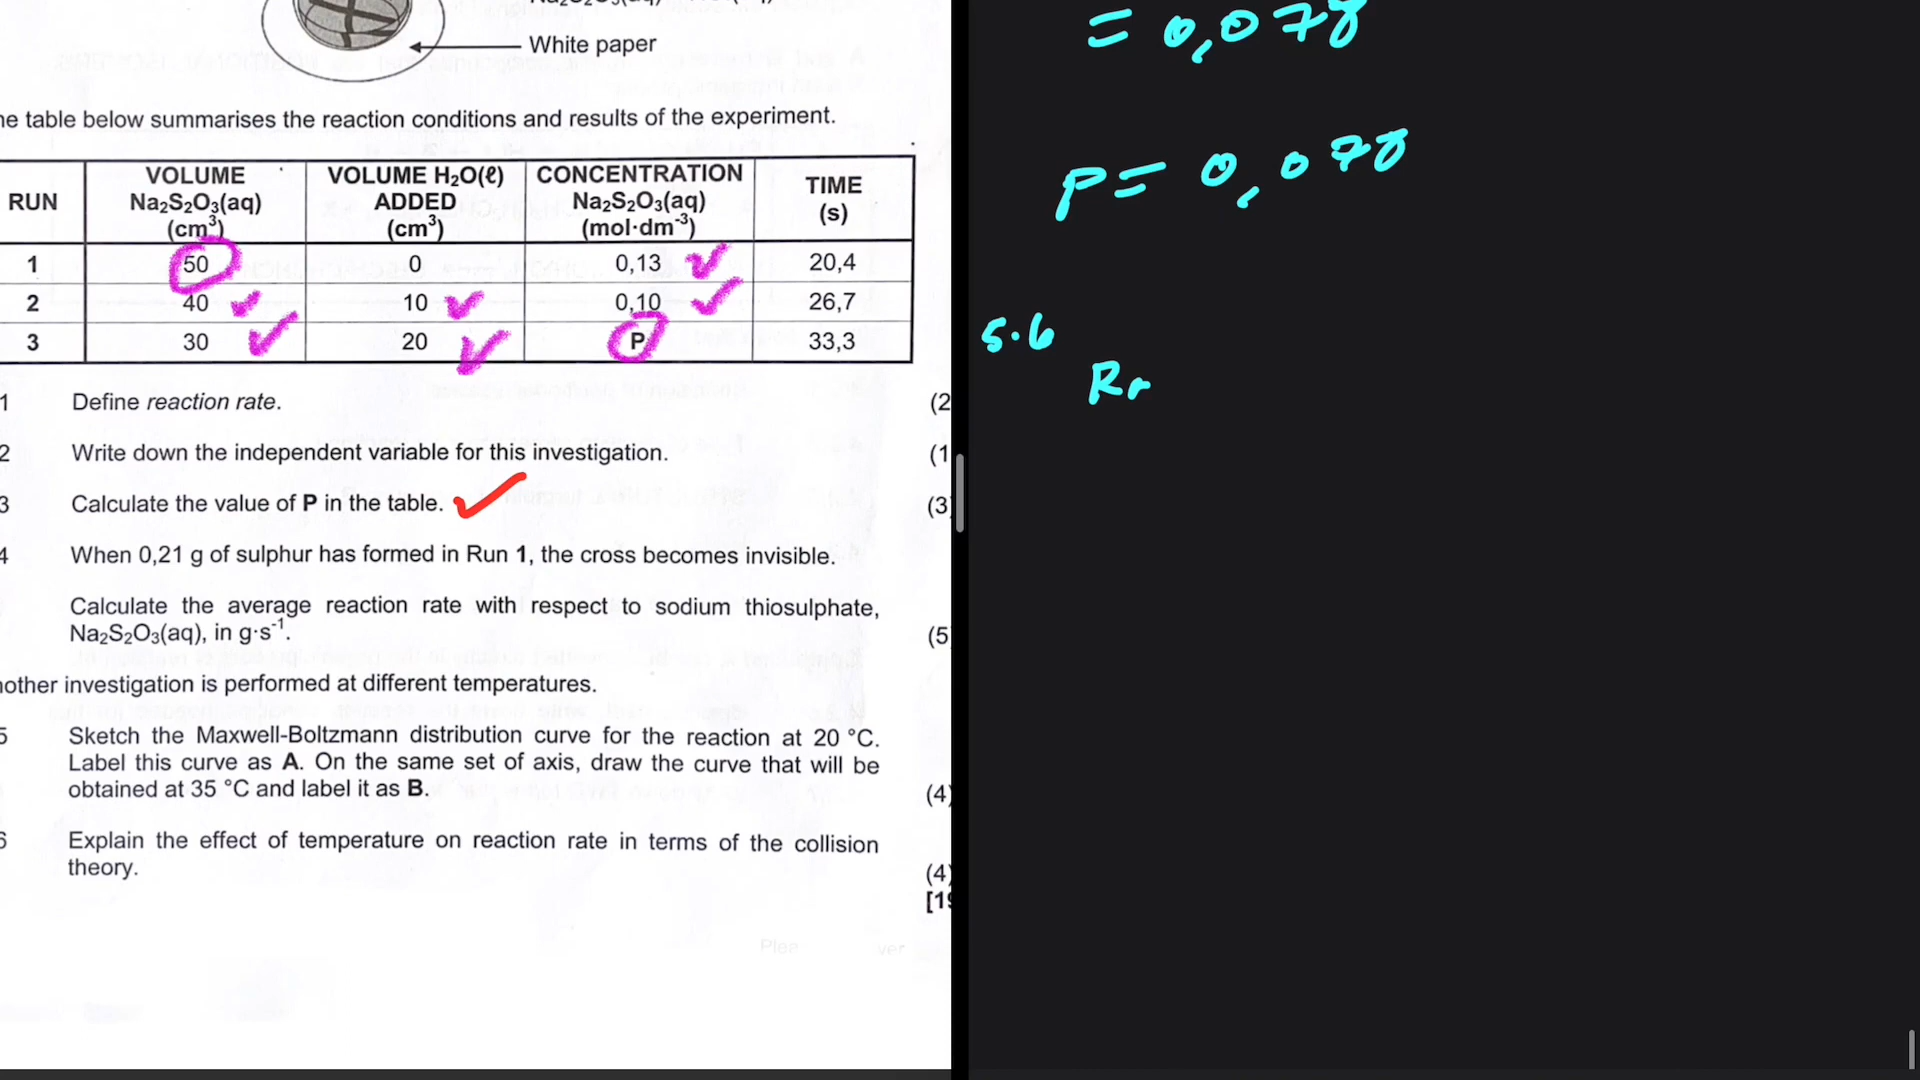 White paper
he table below summarises the reaction conditions and results of the experiment.
RUN VOLUME Na₂S₂O₃(aq) (cm³) VOLUME H₂O(ℓ) ADDED (cm³) CONCENTRATION Na₂S₂O₃(aq) (mol·dm⁻³) TIME (s)
1 50 0 0,13 20,4
2 40 10 0,10 26,7
3 30 20 P 33,3
1 Define reaction rate. (2
2 Write down the independent variable for this investigation. (1
3 Calculate the value of P in the table. (3)
4 When 0,21 g of sulphur has formed in Run 1, the cross becomes invisible.
Calculate the average reaction rate with respect to sodium thiosulphate,
Na₂S₂O₃(aq), in g·s⁻¹. (5
nother investigation is performed at different temperatures.
5 Sketch the Maxwell-Boltzmann distribution curve for the reaction at 20 °C.
Label this curve as A. On the same set of axis, draw the curve that will be
obtained at 35 °C and label it as B. (4)
6 Explain the effect of temperature on reaction rate in terms of the collision
theory. (4)
[19
= 0,078
P = 0,078
5.6
Rr